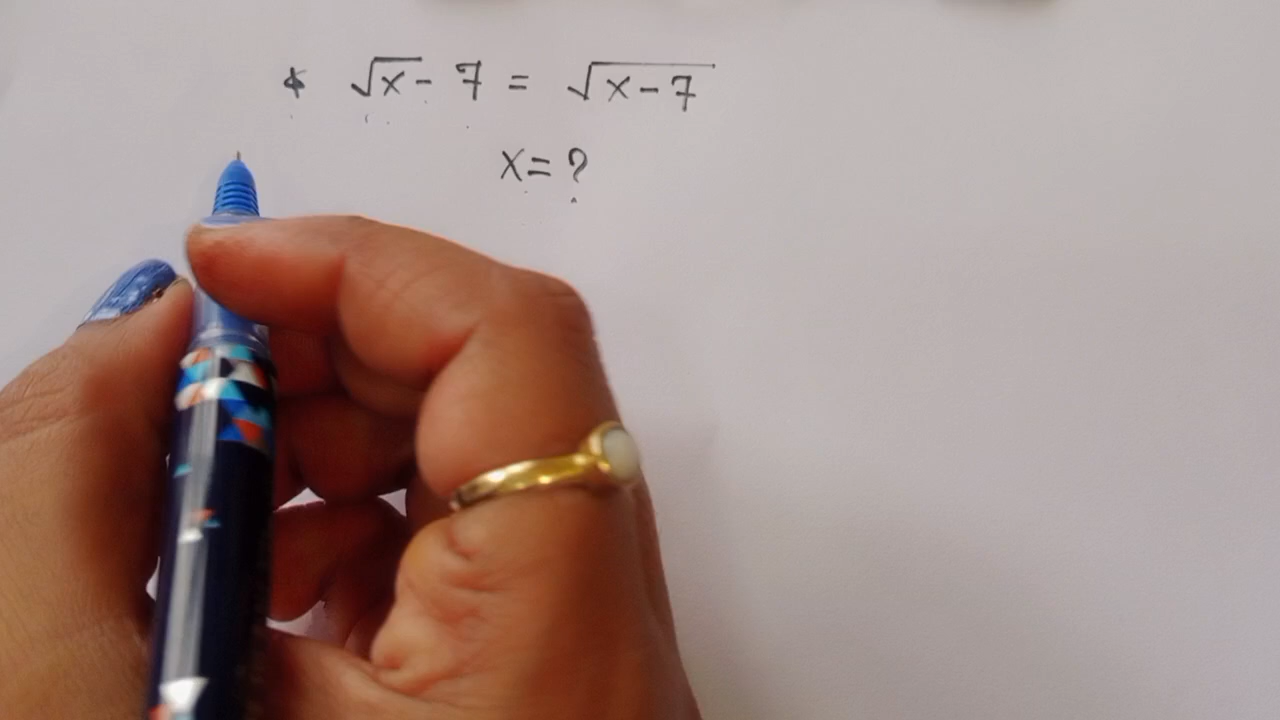 * √x - 7 = √(x - 7)
x = ?